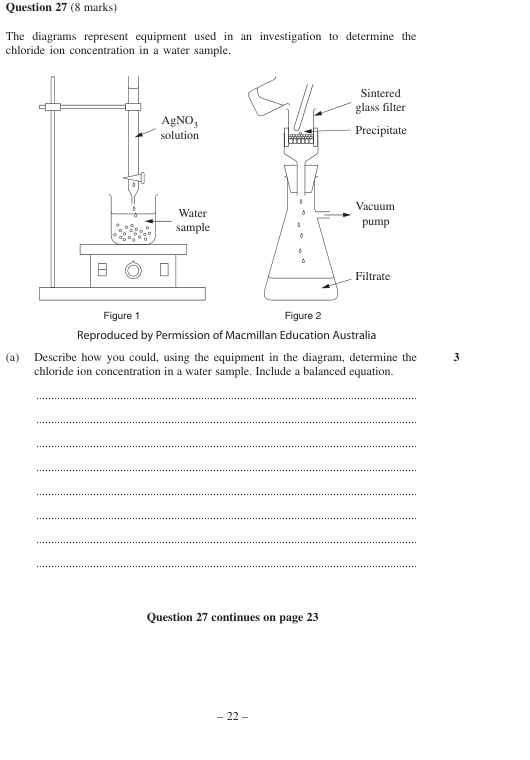 Question 27 (8 marks)
The diagrams represent equipment used in an investigation to determine the
chloride ion concentration in a water sample.
AgNO3
solution
Water
sample
Sintered
glass filter
Precipitate
Vacuum
pump
Filtrate
Figure 1
Figure 2
Reproduced by Permission of Macmillan Education Australia
(a) Describe how you could, using the equipment in the diagram, determine the 3
chloride ion concentration in a water sample. Include a balanced equation.
Question 27 continues on page 23
– 22 –